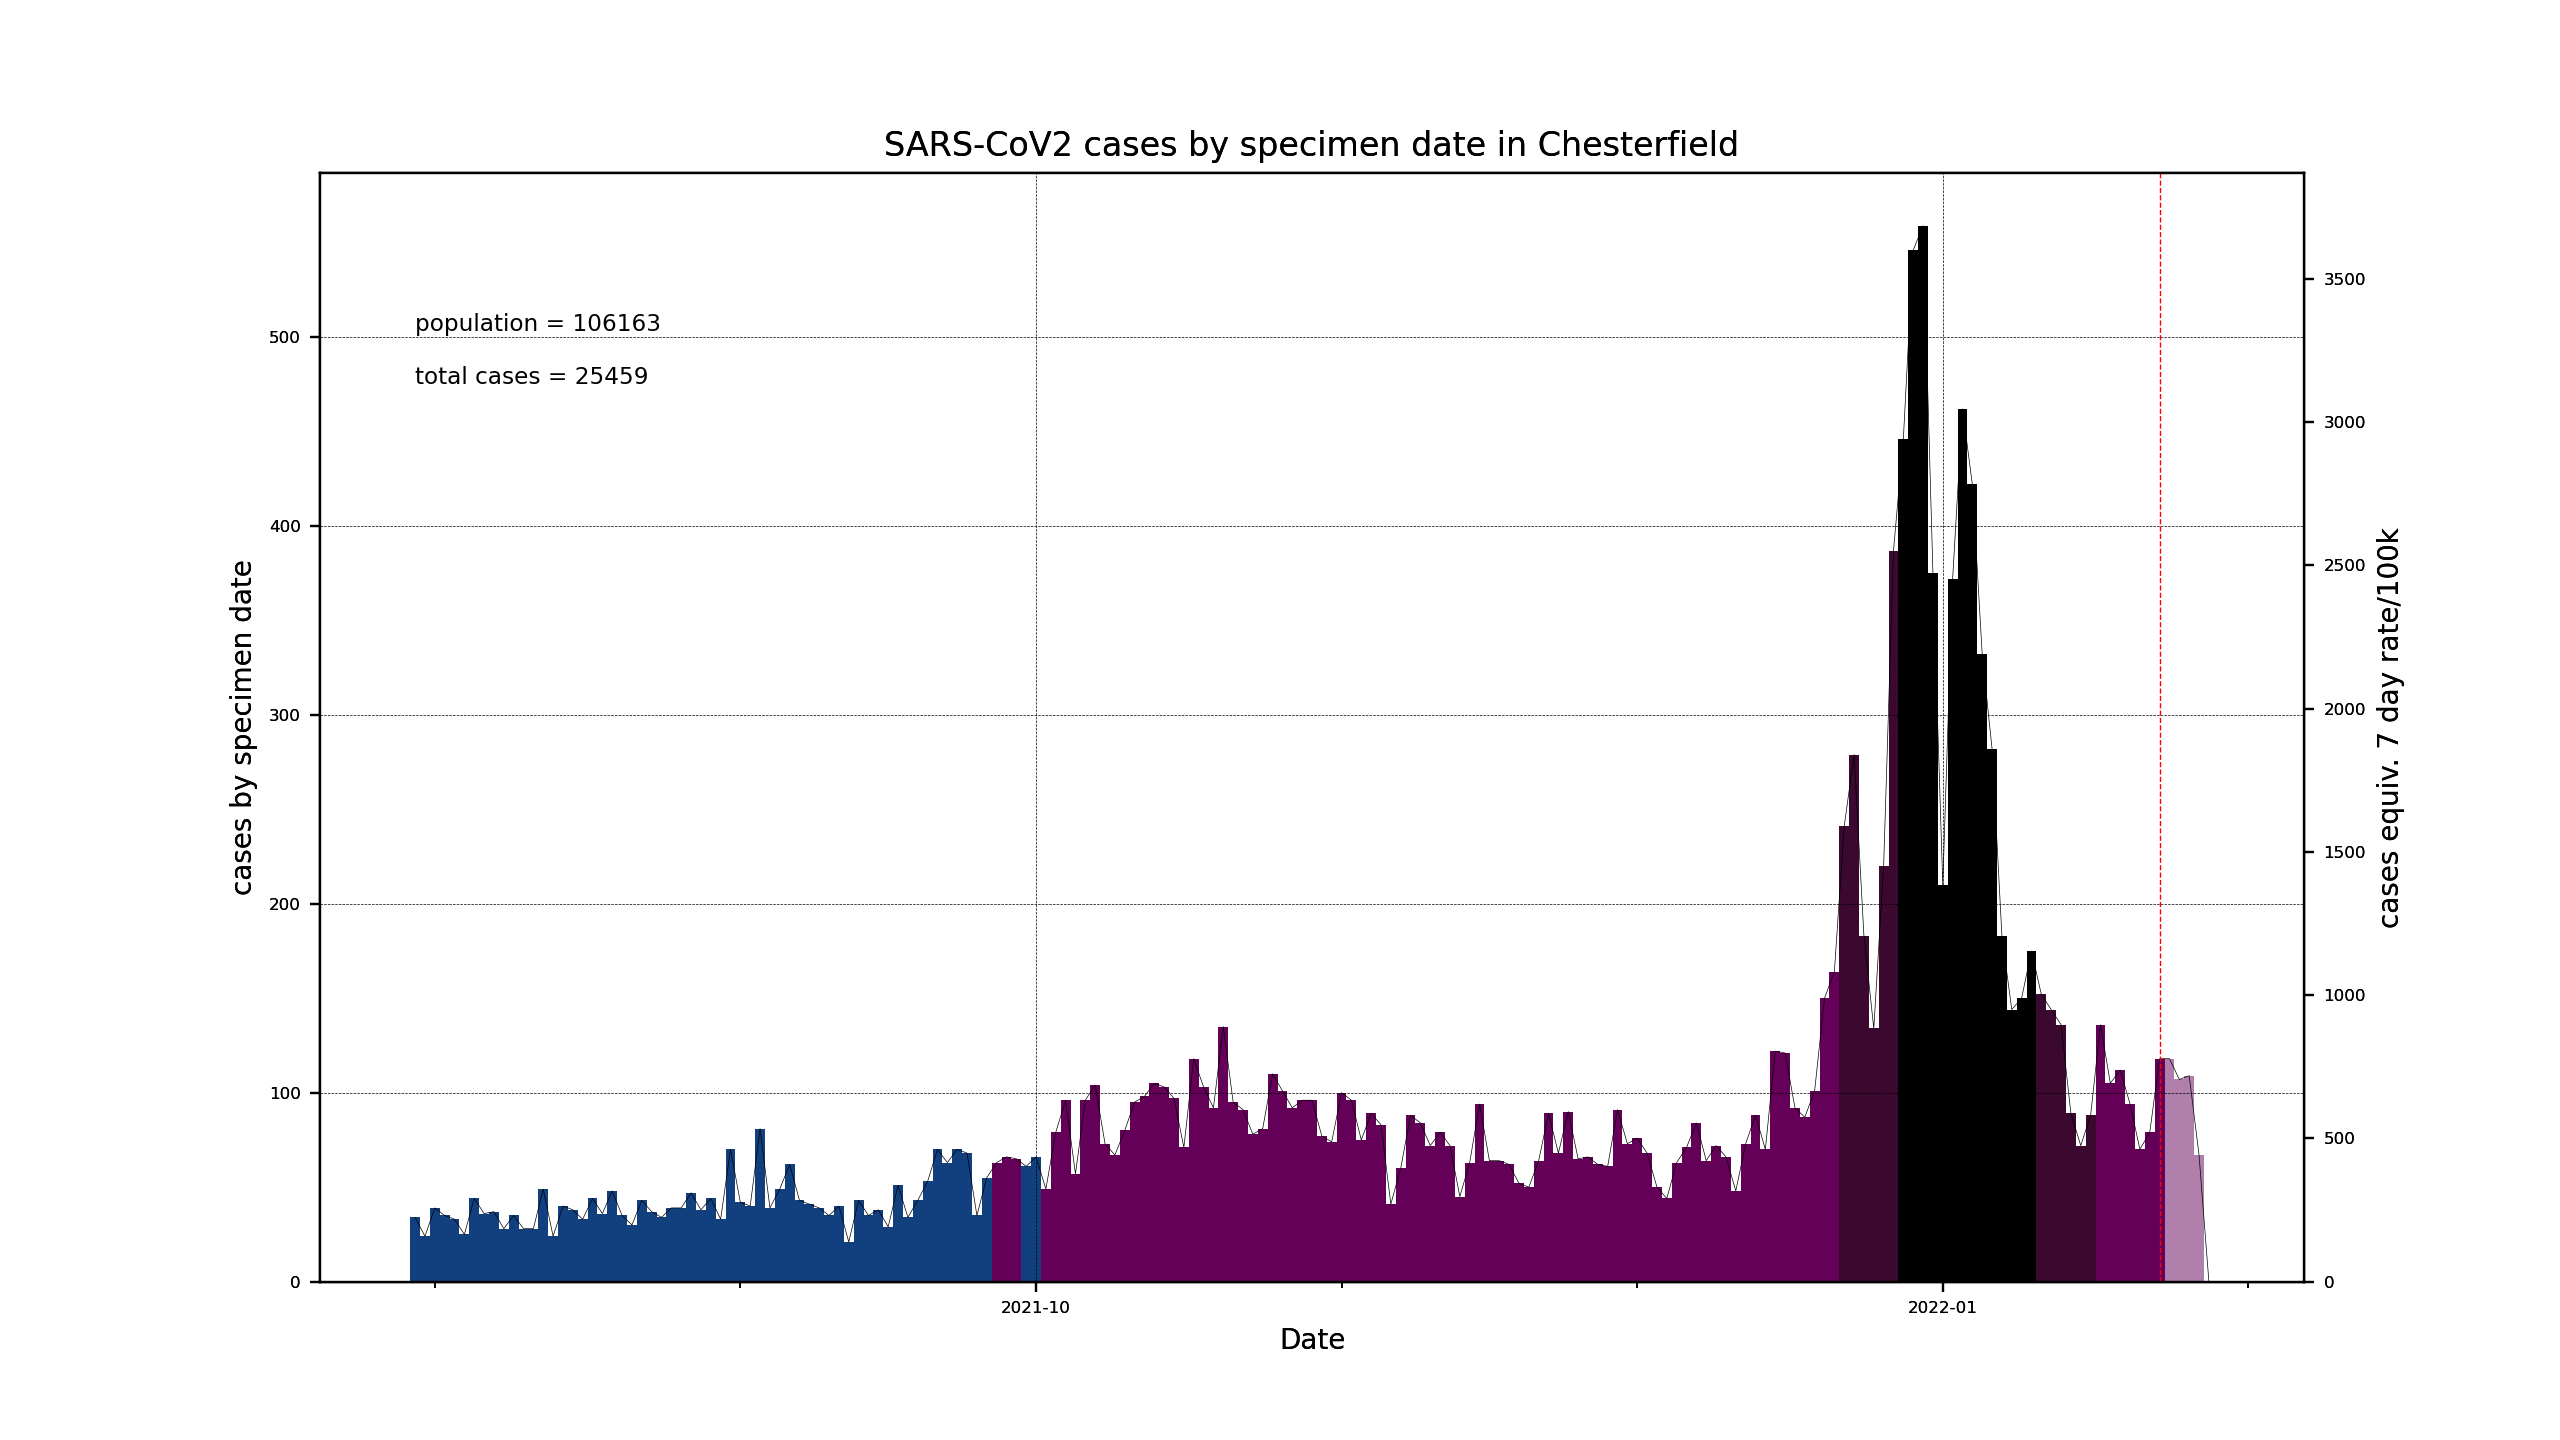 SARS-CoV2 cases by specimen date in Chesterfield
population = 106163
total cases = 25459
cases by specimen date
500
400
300
200
100
0
3500
3000
2500
2000
1500
1000
500
0
cases equiv. 7 day rate/100k
2021-10
2022-01
Date